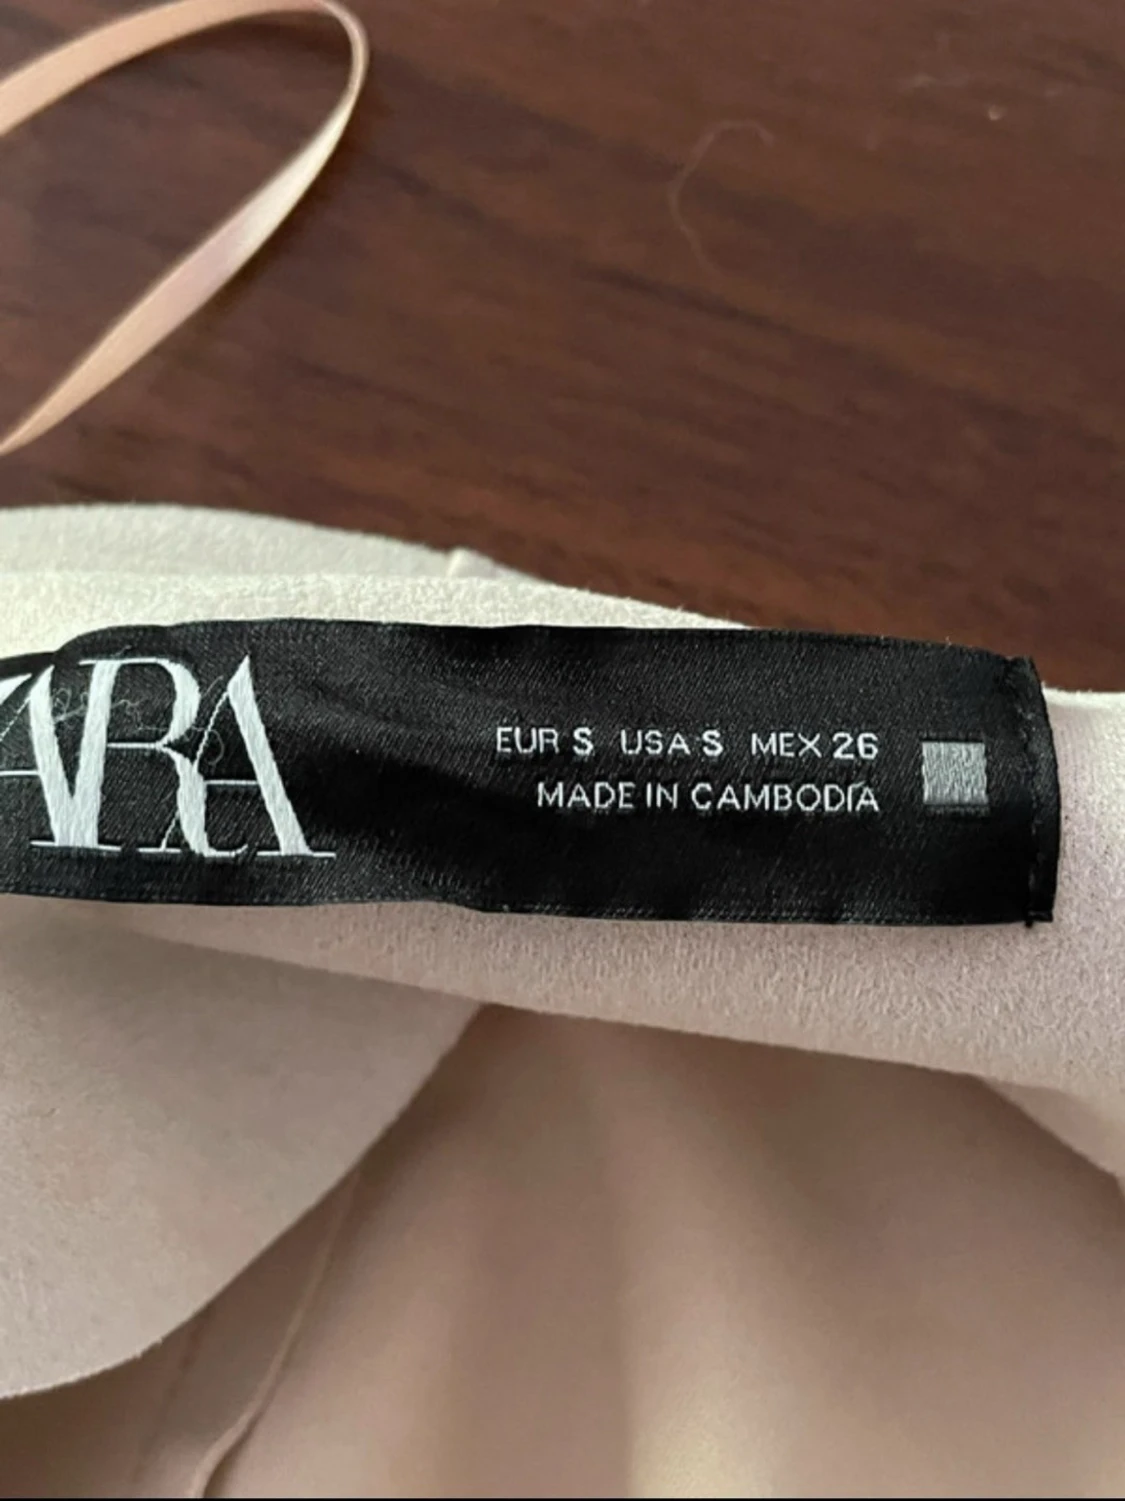 ZARA
EUR S USA S MEX 26
MADE IN CAMBODIA